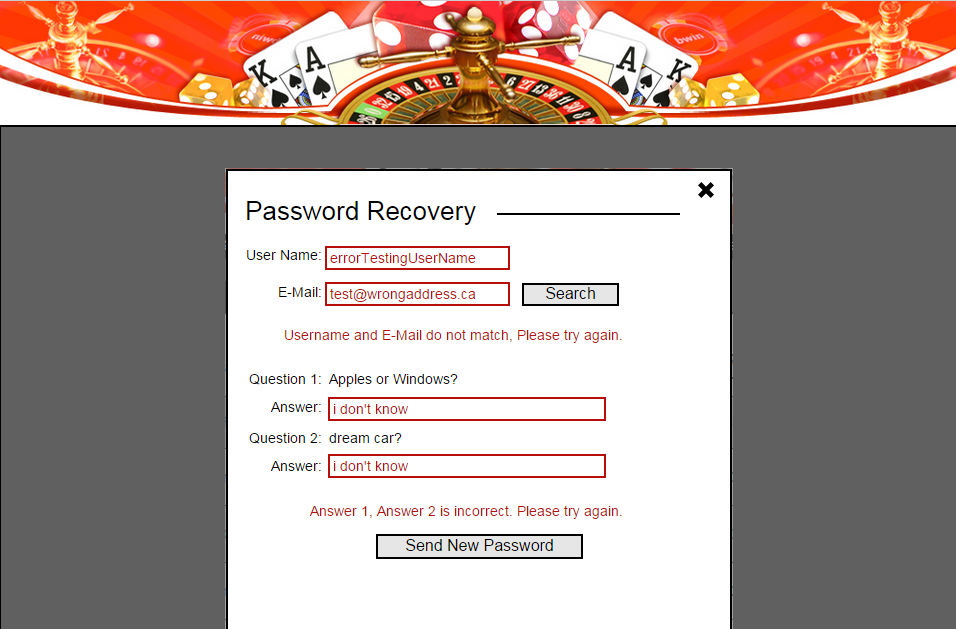 bwin
K A A K
Password Recovery
User Name: errorTestingUserName
E-Mail: test@wrongaddress.ca Search
Username and E-Mail do not match, Please try again.
Question 1: Apples or Windows?
Answer: i don't know
Question 2: dream car?
Answer: i don't know
Answer 1, Answer 2 is incorrect. Please try again.
Send New Password